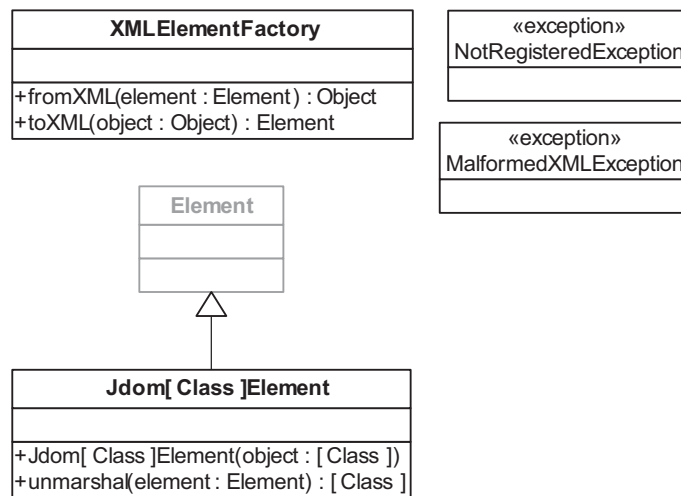 XMLElementFactory
+fromXML(element : Element) : Object
+toXML(object : Object) : Element
«exception»
NotRegisteredException
«exception»
MalformedXMLException
Element
Jdom[ Class ]Element
+Jdom[ Class ]Element(object : [ Class ])
+unmarshal(element : Element) : [ Class ]